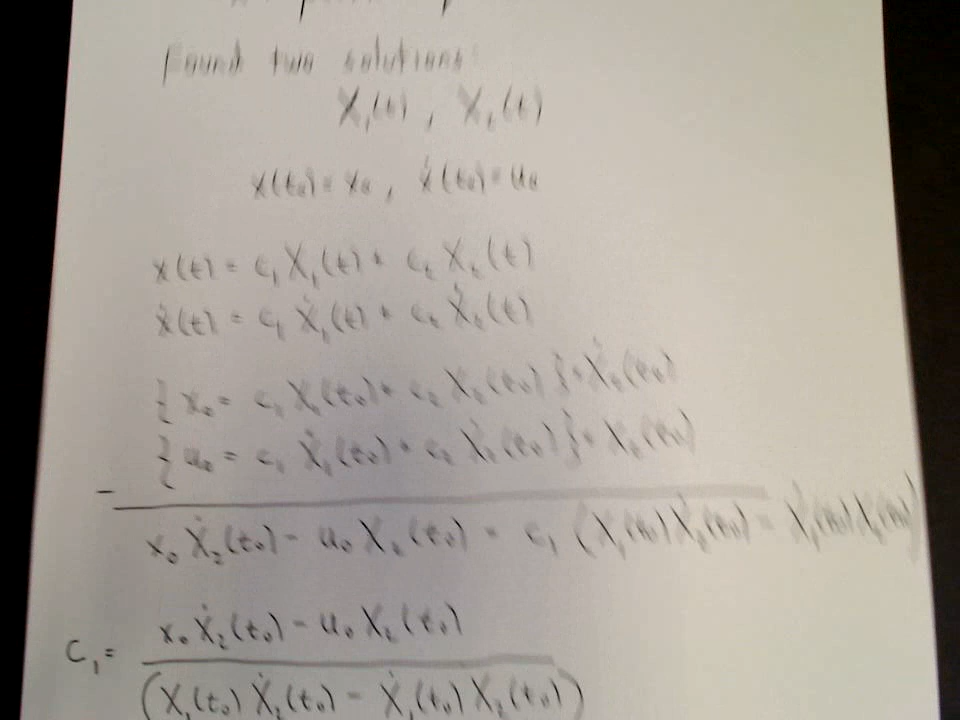 Found two solutions
X₁(t) , X₂(t)
x(t₀) = x₀ , ẋ(t₀) = u₀
x(t) = c₁ X₁(t) + c₂ X₂(t)
ẋ(t) = c₁ Ẋ₁(t) + c₂ Ẋ₂(t)
{ x₀ = c₁ X₁(t₀) + c₂ X₂(t₀) } * Ẋ₂(t₀)
{ u₀ = c₁ Ẋ₁(t₀) + c₂ Ẋ₂(t₀) } * X₂(t₀)
x₀ Ẋ₂(t₀) - u₀ X₂(t₀) = c₁ (X₁(t₀) Ẋ₂(t₀) - Ẋ₁(t₀) X₂(t₀))
x₀ Ẋ₂(t₀) - u₀ X₂(t₀)
c₁ =
(X₁(t₀) Ẋ₂(t₀) - Ẋ₁(t₀) X₂(t₀))